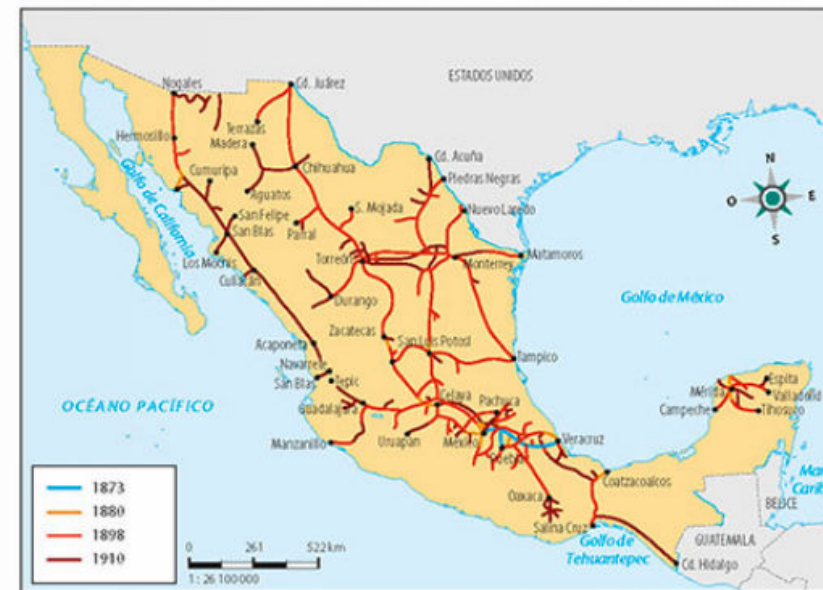 ESTADOS UNIDOS
Nogales
Cd. Juárez
Terrazas
Hermosillo
Madera
Cd. Acuña
Chihuahua
Cumuripa
Piedras Negras
N
O
E
S
Golfo de California
Aguatos
S. Mojada
Nuevo Laredo
San Felipe
San Blas
Parral
Los Mochis
Torreón
Monterrey
Matamoros
Culiacán
Durango
Golfo de México
Zacatecas
Acaponeta
San Luis Potosí
Tampico
Navarrete
San Blas
Tepic
Espita
Mérida
Valladolid
OCÉANO PACÍFICO
Guadalajara
Celaya
Pachuca
Campeche
Tihosuco
Manzanillo
Uruapan
México
Veracruz
Puebla
Coatzacoalcos
Oaxaca
Salina Cruz
BELICE
GUATEMALA
Golfo de
Tehuantepec
Cd. Hidalgo
1873
1880
1898
1910
0 261 522 km
1: 26 100 000